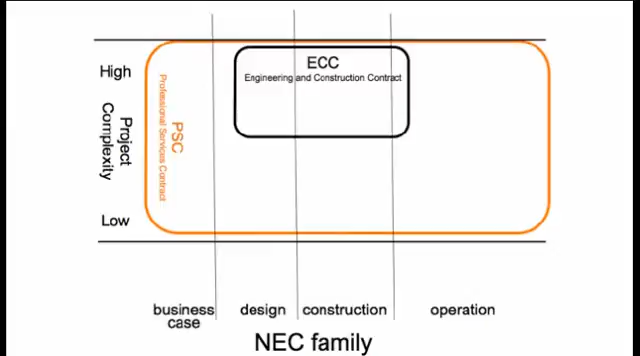 ECC
Engineering and Construction Contract
High
Project
Complexity
Low
PSC
Professional Services Contract
business
case
design
construction
operation
NEC family